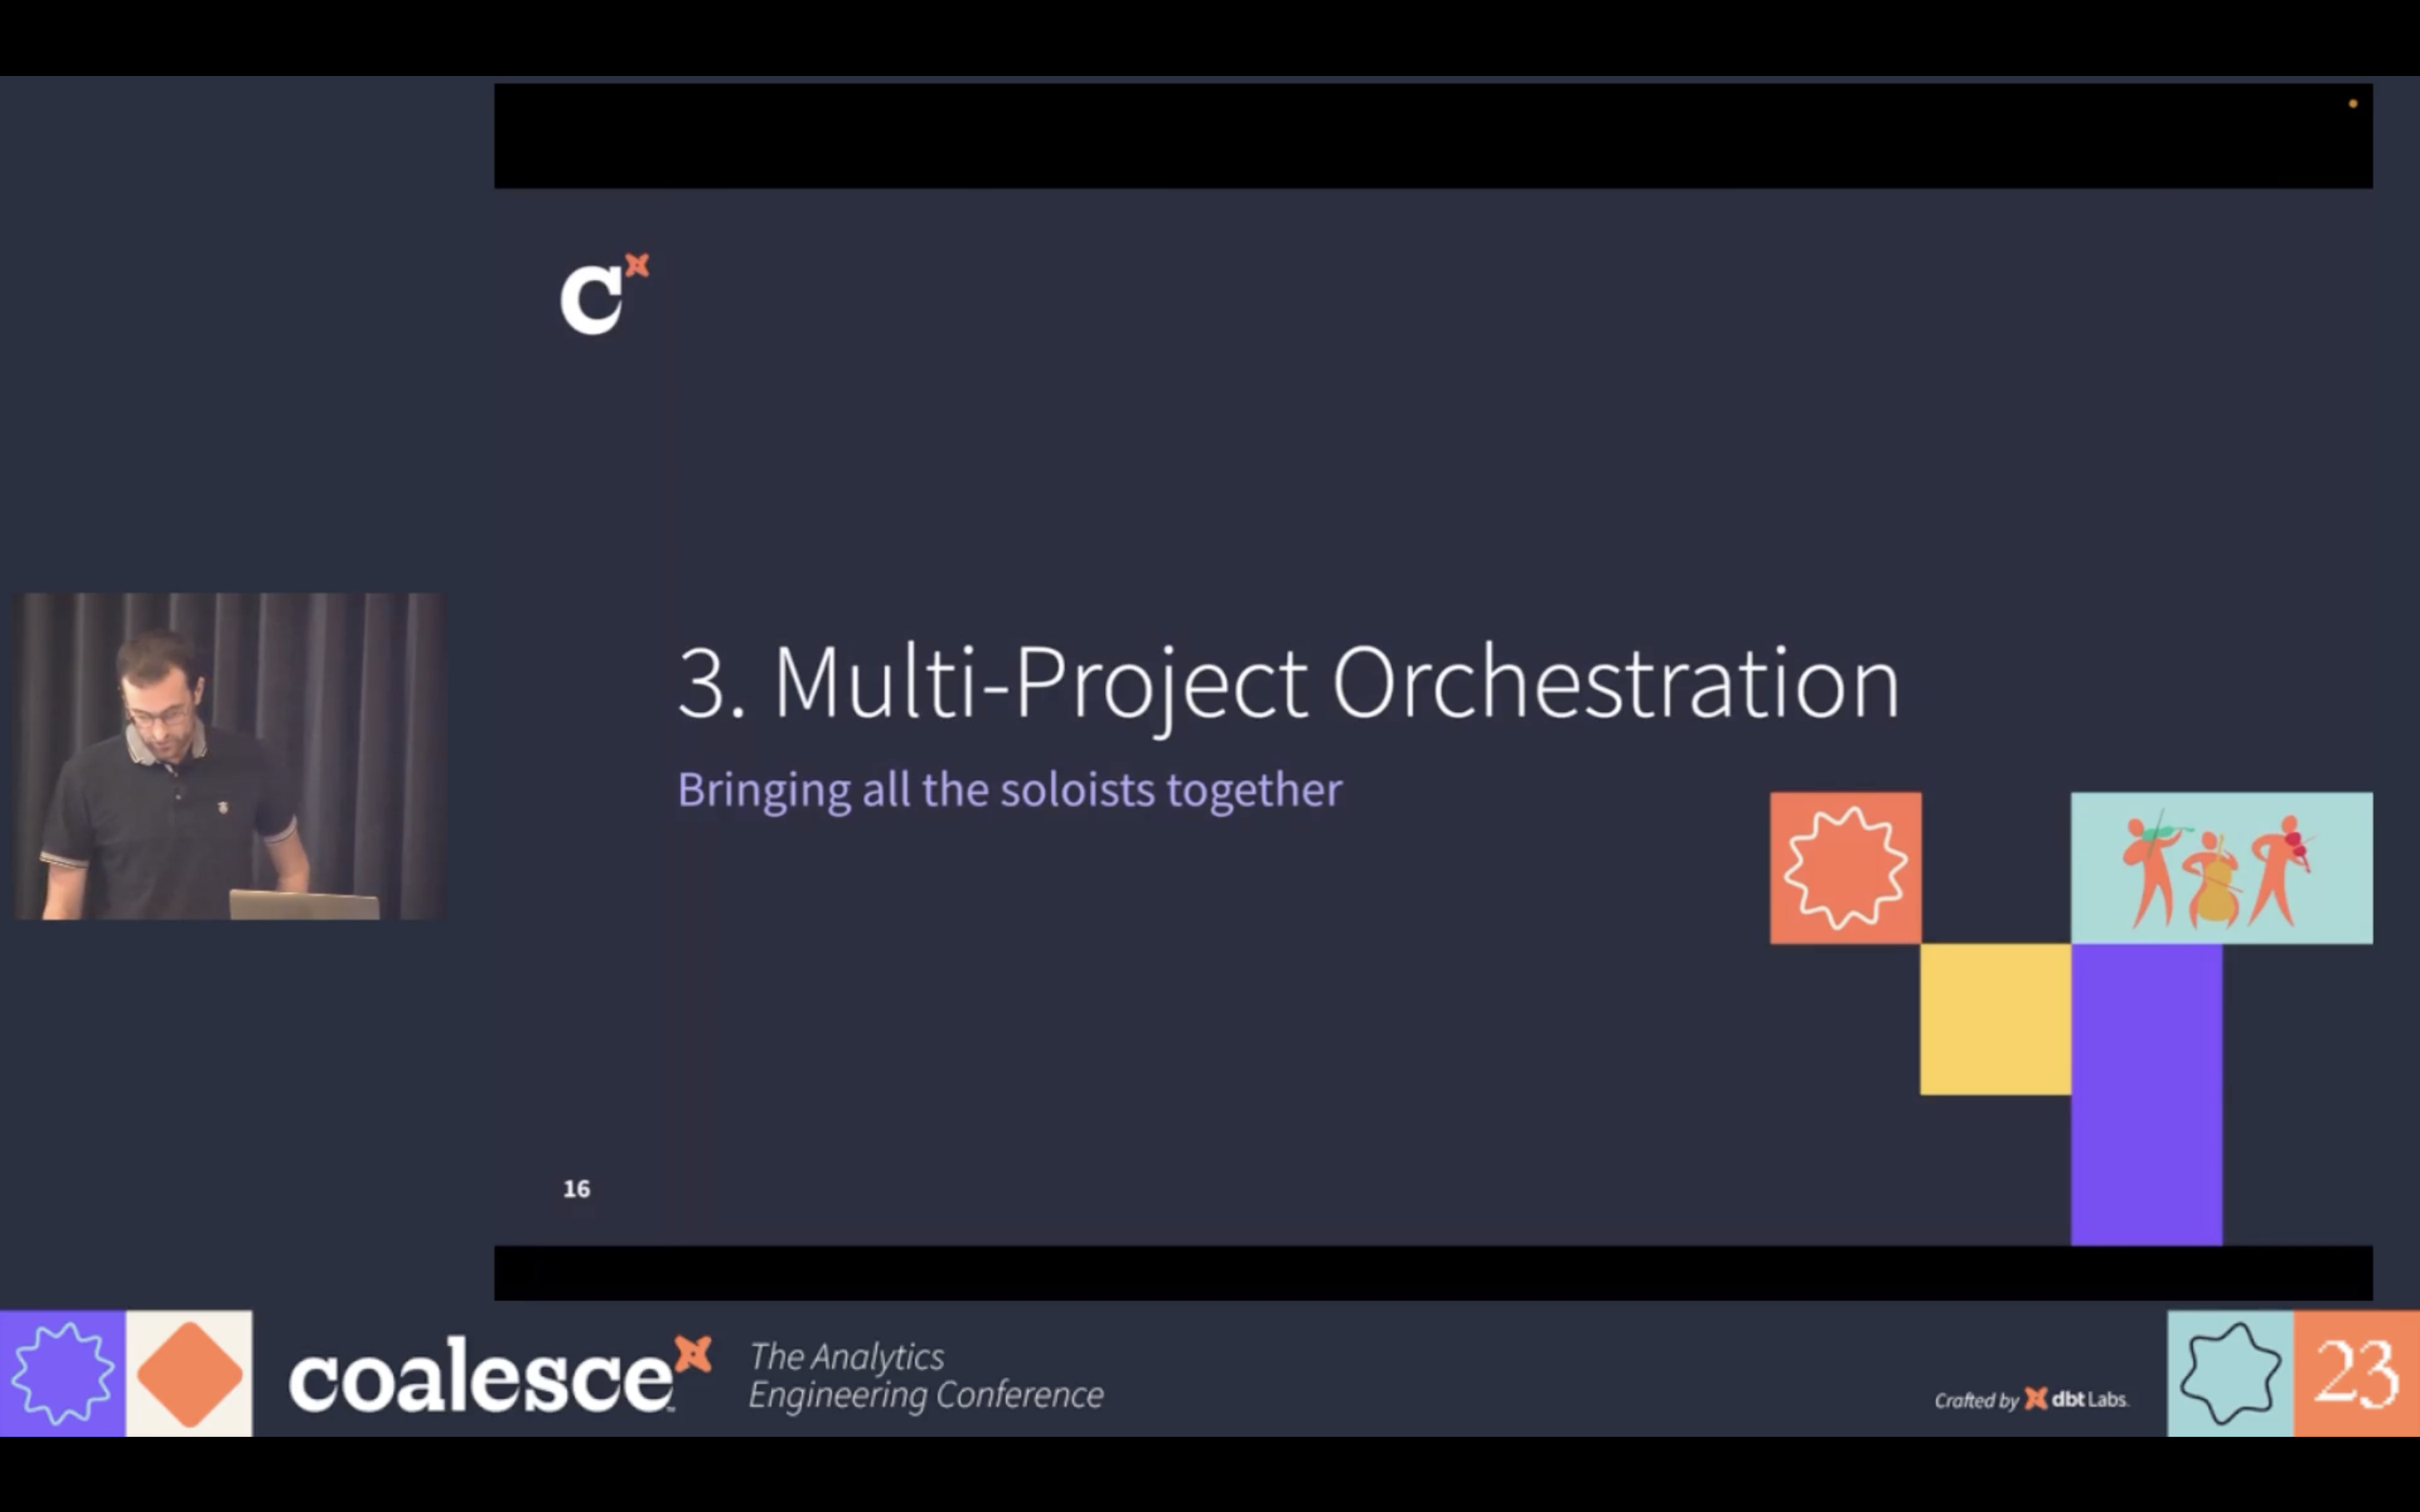 C
3. Multi-Project Orchestration
Bringing all the soloists together
16
coalesce
The Analytics
Engineering Conference
Crafted by dbt Labs.
23